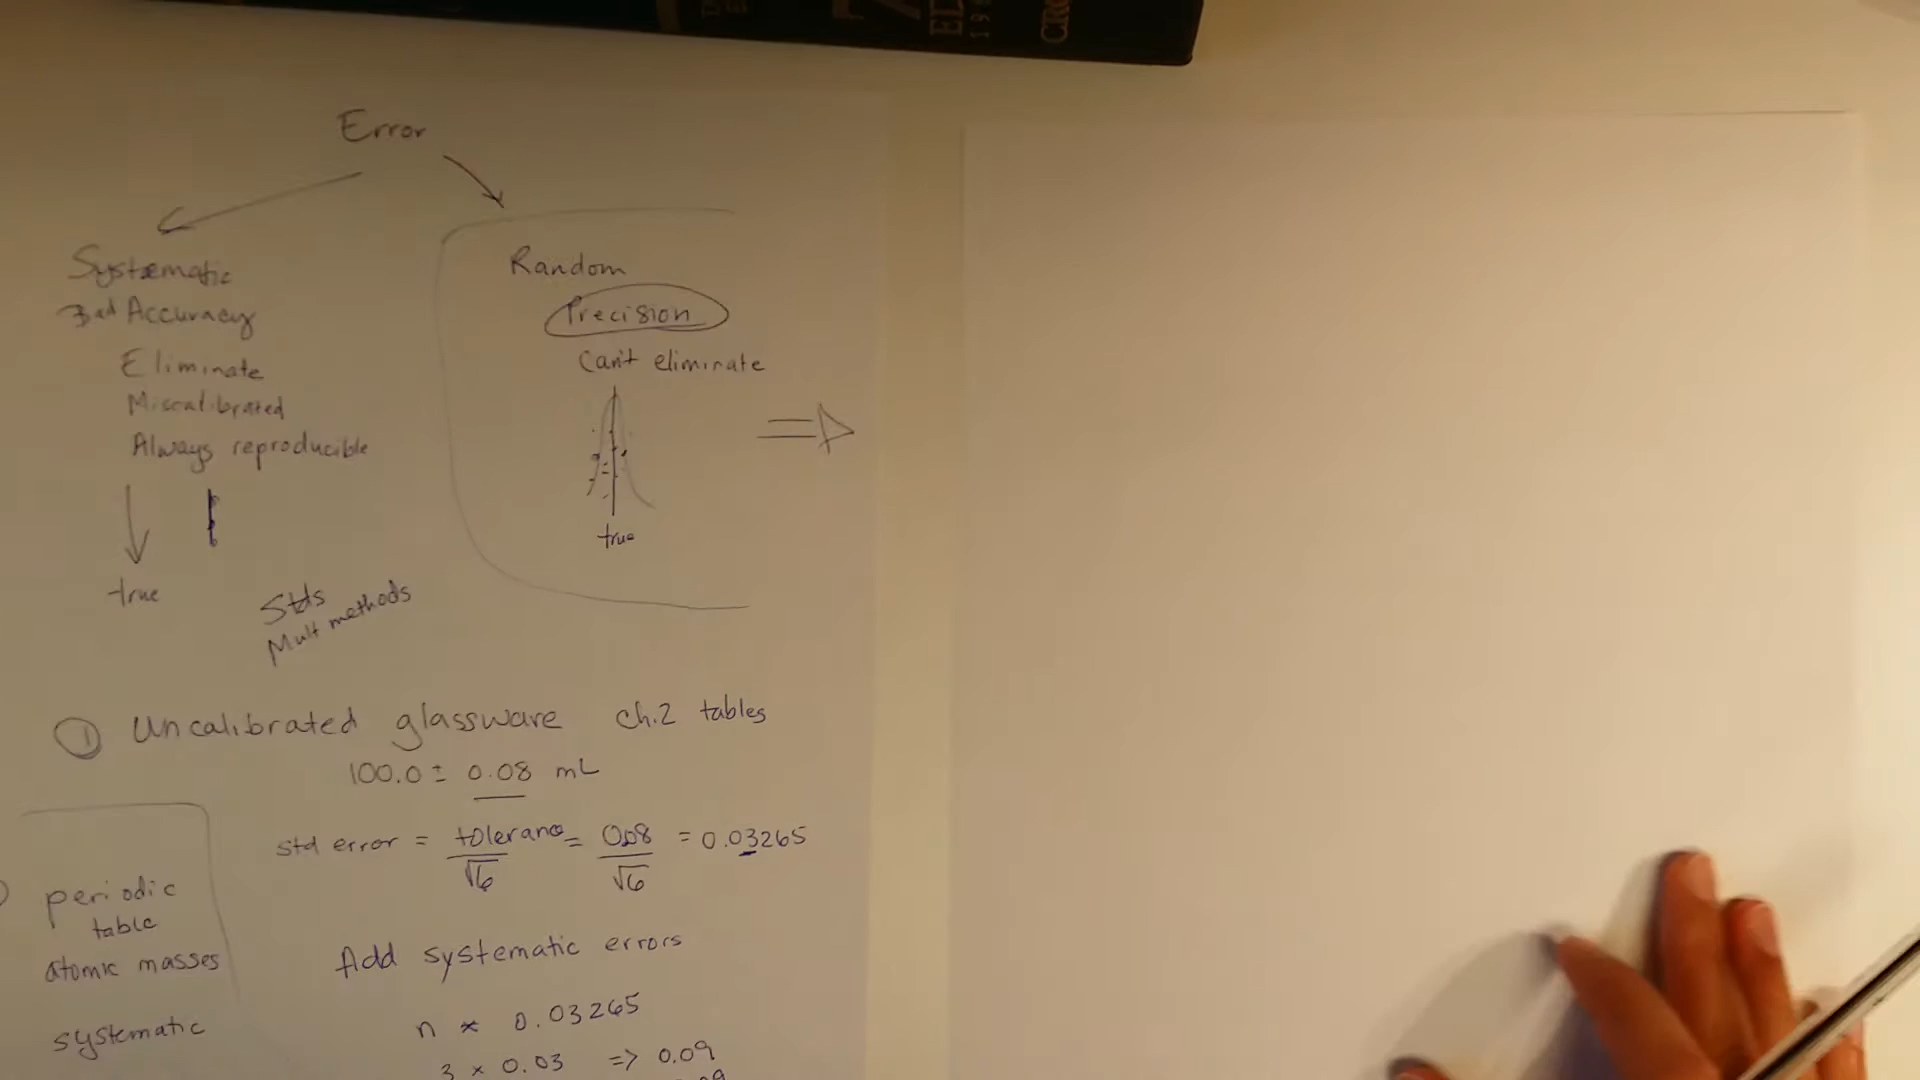 Error
Systematic
Bad Accuracy
Eliminate
Miscalibrated
Always reproducible
true
Stds
Mult methods
Random
Precision
Can't eliminate
true
① Uncalibrated glassware ch.2 tables
100.0 ± 0.08 mL
std error = tolerance/√6 = 0.08/√6 = 0.03265
periodic
table
atomic masses
systematic
Add systematic errors
n * 0.03265
3 x 0.03 => 0.09